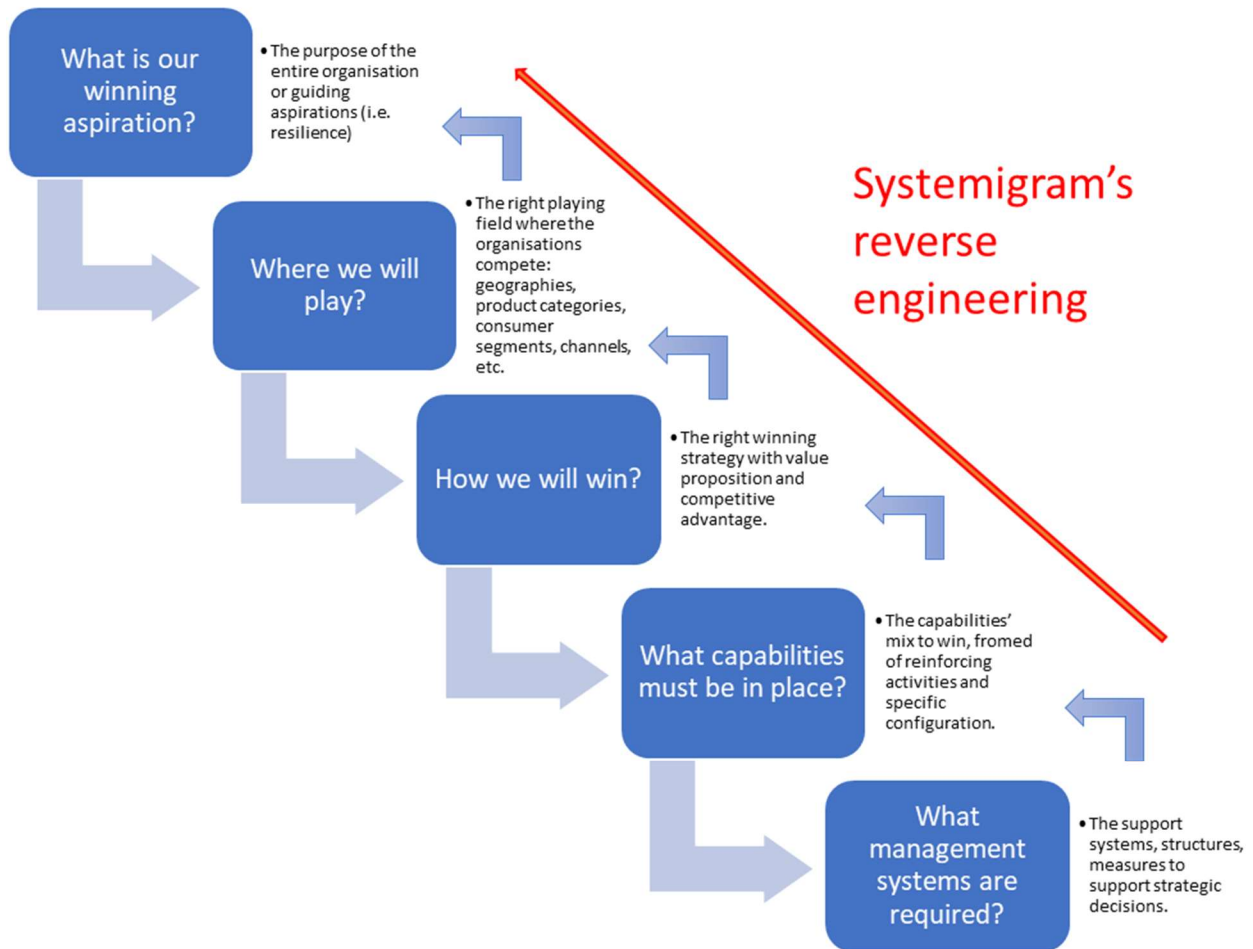 What is our
winning
aspiration?
• The purpose of the
entire organisation
or guiding
aspirations (i.e.
resilience)
Systemigram's
reverse
engineering
Where we will
play?
• The right playing
field where the
organisations
compete:
geographies,
product categories,
consumer
segments, channels,
etc.
How we will win?
• The right winning
strategy with value
proposition and
competitive
advantage.
What capabilities
must be in place?
• The capabilities'
mix to win, fromed
of reinforcing
activities and
specific
configuration.
What
management
systems are
required?
• The support
systems, structures,
measures to
support strategic
decisions.